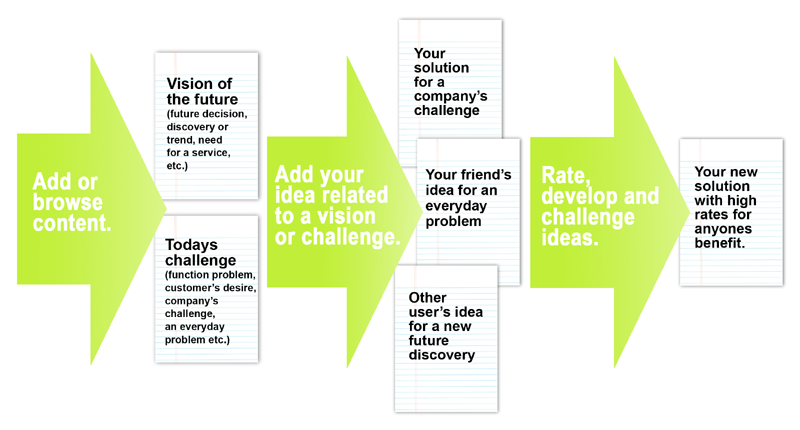 Add or
browse
content.
Vision of
the future
(future decision,
discovery or
trend, need
for a service,
etc.)
Todays
challenge
(function problem,
customer's desire,
company's
challenge,
an everyday
problem etc.)
Add your
idea related
to a vision
or challenge.
Your
solution
for a
company's
challenge
Your friend's
idea for an
everyday
problem
Other
user's idea
for a new
future
discovery
Rate,
develop and
challenge
ideas.
Your new
solution
with high
rates for
anyones
benefit.